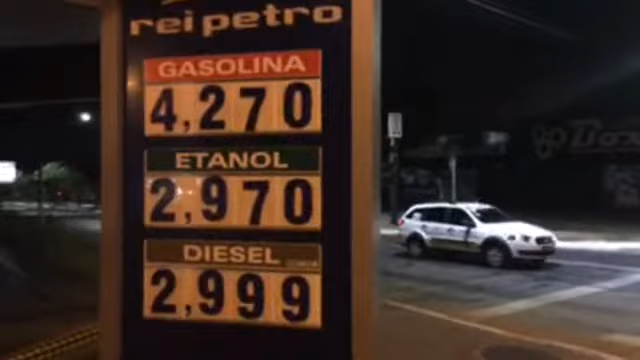 rei petro
GASOLINA
4,270
ETANOL
2,970
DIESEL
2,999